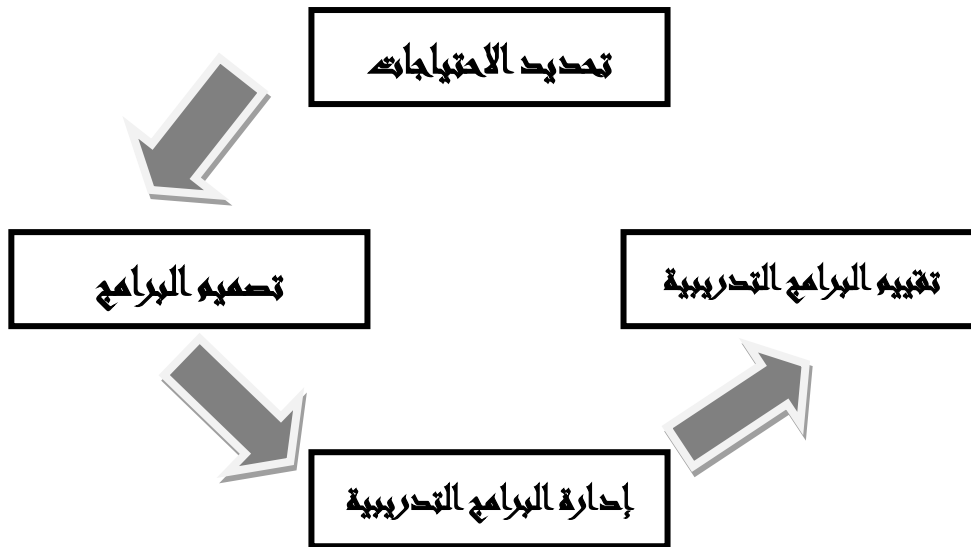 تحديد الاحتياجات
تصميم البرامج
تقييم البرامج التدريبية
إدارة البرامج التدريبية